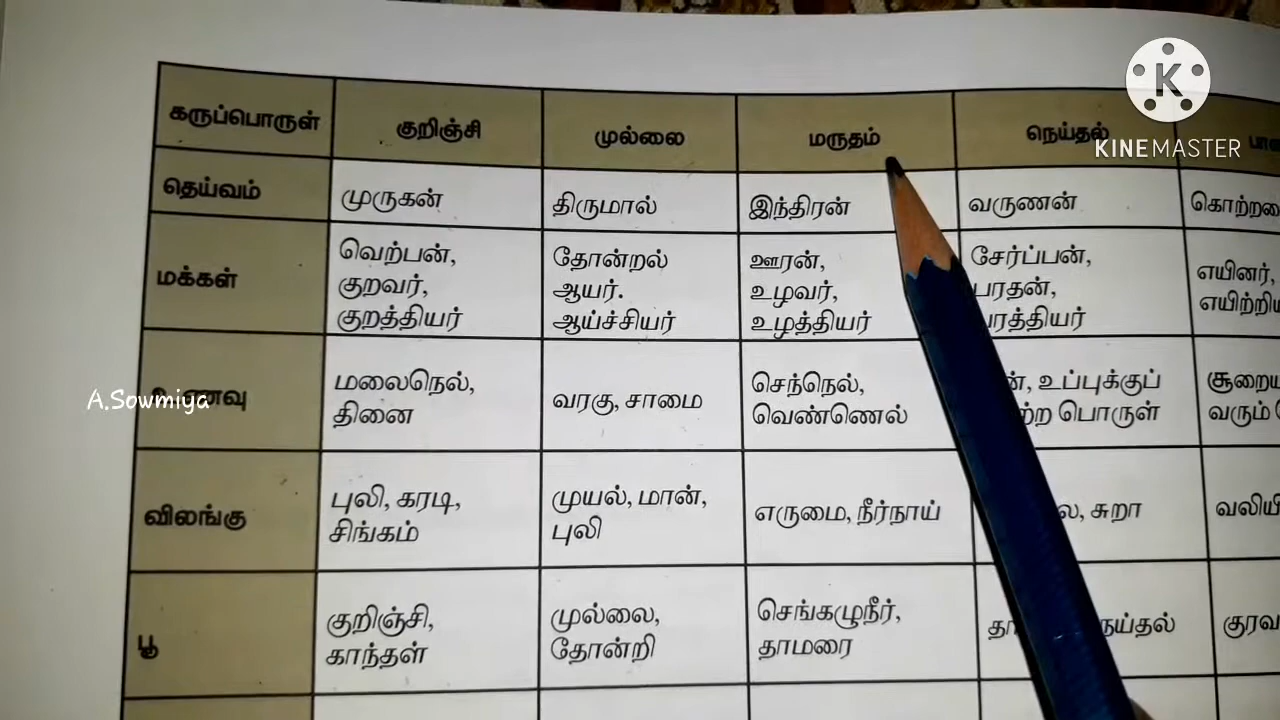 KINEMASTER
கருப்பொருள் குறிஞ்சி முல்லை மருதம் நெய்தல்
தெய்வம் முருகன் திருமால் இந்திரன் வருணன்
மக்கள்
வெற்பன்,
குறவர்,
குறத்தியர்
தோன்றல்
ஆயர்.
ஆய்ச்சியர்
ஊரன்,
உழவர்,
உழத்தியர்
சேர்ப்பன்,
பரதன்,
பரத்தியர்
எயினர்,
A.Sowmiya
மலைநெல்,
தினை
வரகு, சாமை
செந்நெல்,
வெண்ணெல்
உப்புக்குப்
பொருள்
வரும்
விலங்கு
புலி, கரடி,
சிங்கம்
முயல், மான்,
புலி
எருமை, நீர்நாய்
சுறா
பூ
குறிஞ்சி,
காந்தள்
முல்லை,
தோன்றி
செங்கழுநீர்,
தாமரை